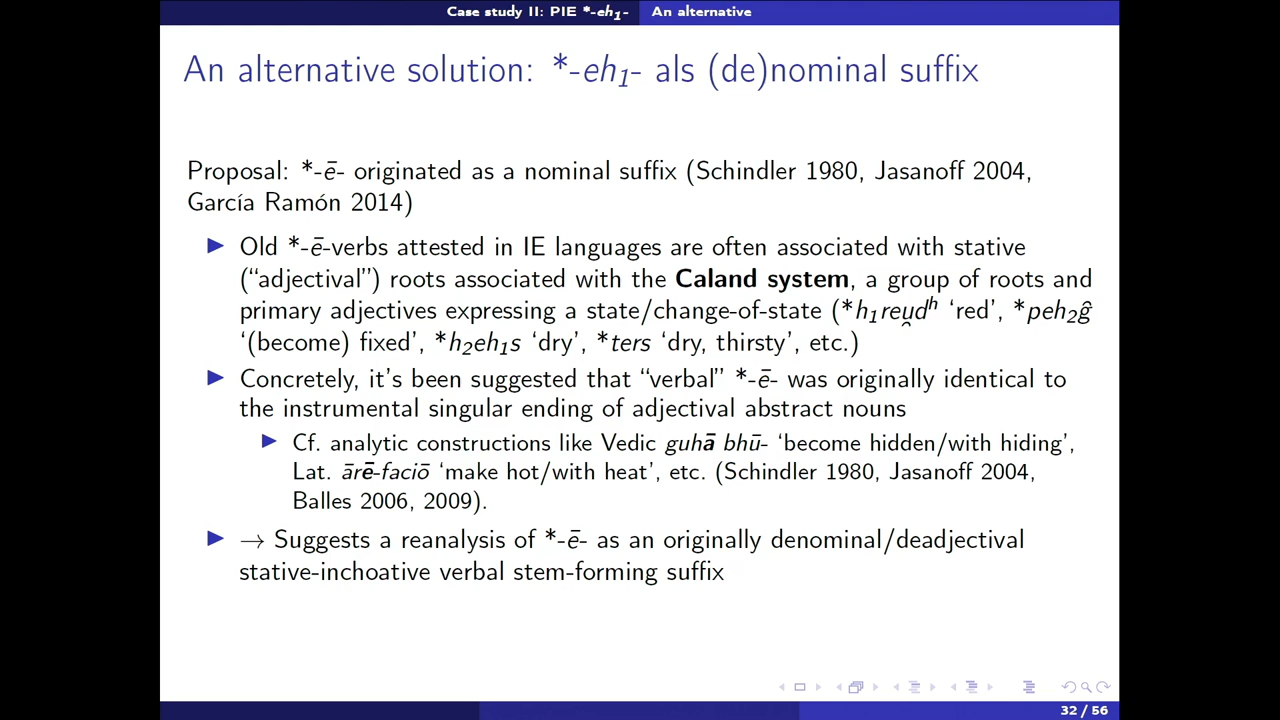 Case study II: PIE *-eh₁- An alternative
An alternative solution: *-eh₁- als (de)nominal suffix
Proposal: *-ē- originated as a nominal suffix (Schindler 1980, Jasanoff 2004,
García Ramón 2014)
Old *-ē-verbs attested in IE languages are often associated with stative
(“adjectival”) roots associated with the Caland system, a group of roots and
primary adjectives expressing a state/change-of-state (*h₁reu̯dʰ ‘red’, *peh₂ĝ
‘(become) fixed’, *h₂eh₁s ‘dry’, *ters ‘dry, thirsty’, etc.)
Concretely, it’s been suggested that “verbal” *-ē- was originally identical to
the instrumental singular ending of adjectival abstract nouns
Cf. analytic constructions like Vedic guhā bhū- ‘become hidden/with hiding’,
Lat. ārē-faciō ‘make hot/with heat’, etc. (Schindler 1980, Jasanoff 2004,
Balles 2006, 2009).
→ Suggests a reanalysis of *-ē- as an originally denominal/deadjectival
stative-inchoative verbal stem-forming suffix
32 / 56